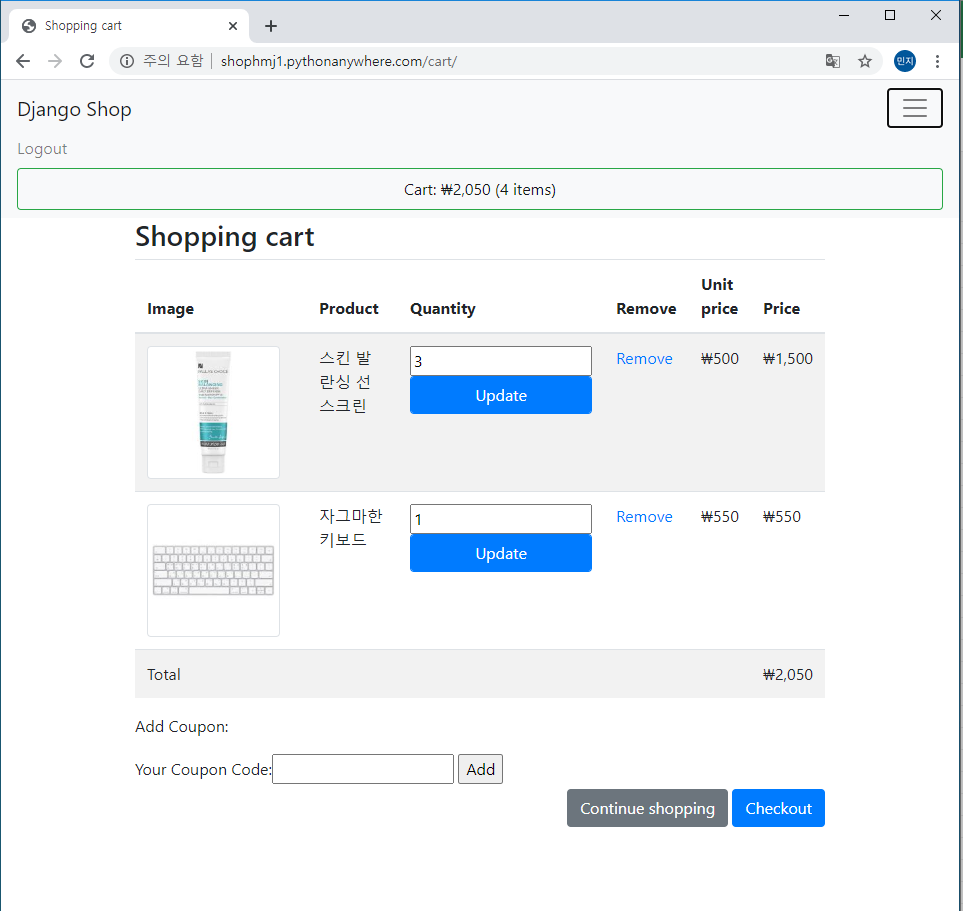 Shopping cart
주의 요함 shophmj1.pythonanywhere.com/cart/ 민지
Django Shop
Logout
Cart: ₩2,050 (4 items)
Shopping cart
Image Product Quantity Remove Unit price Price
스킨 발
란싱 선
스크린
3
Update
Remove ₩500 ₩1,500
자그마한
키보드
1
Update
Remove ₩550 ₩550
Total ₩2,050
Add Coupon:
Your Coupon Code: Add
Continue shopping Checkout